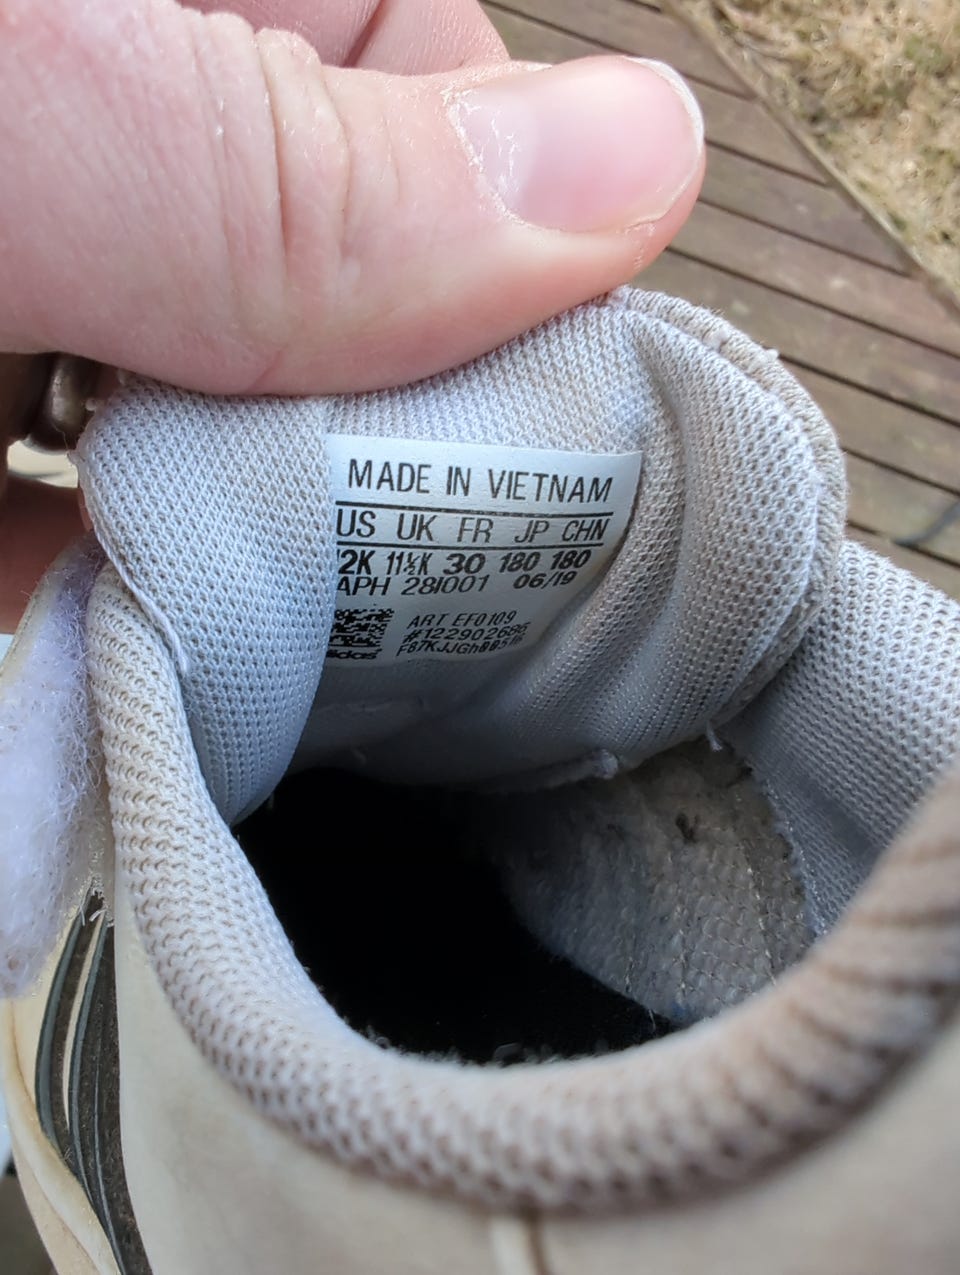 MADE IN VIETNAM
US UK FR JP CHN
2K 11½K 30 180 180
APH 28I001 06/19
ART EF0109
#122902686
adidas